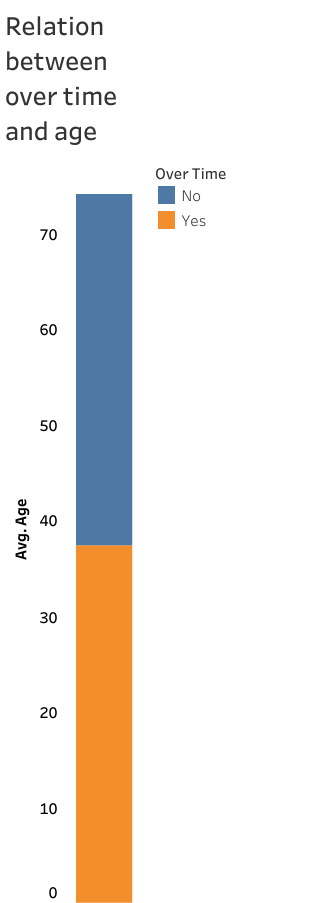 Relation
between
over time
and age
Over Time
No
Yes
70
60
50
40
30
20
10
0
Avg. Age